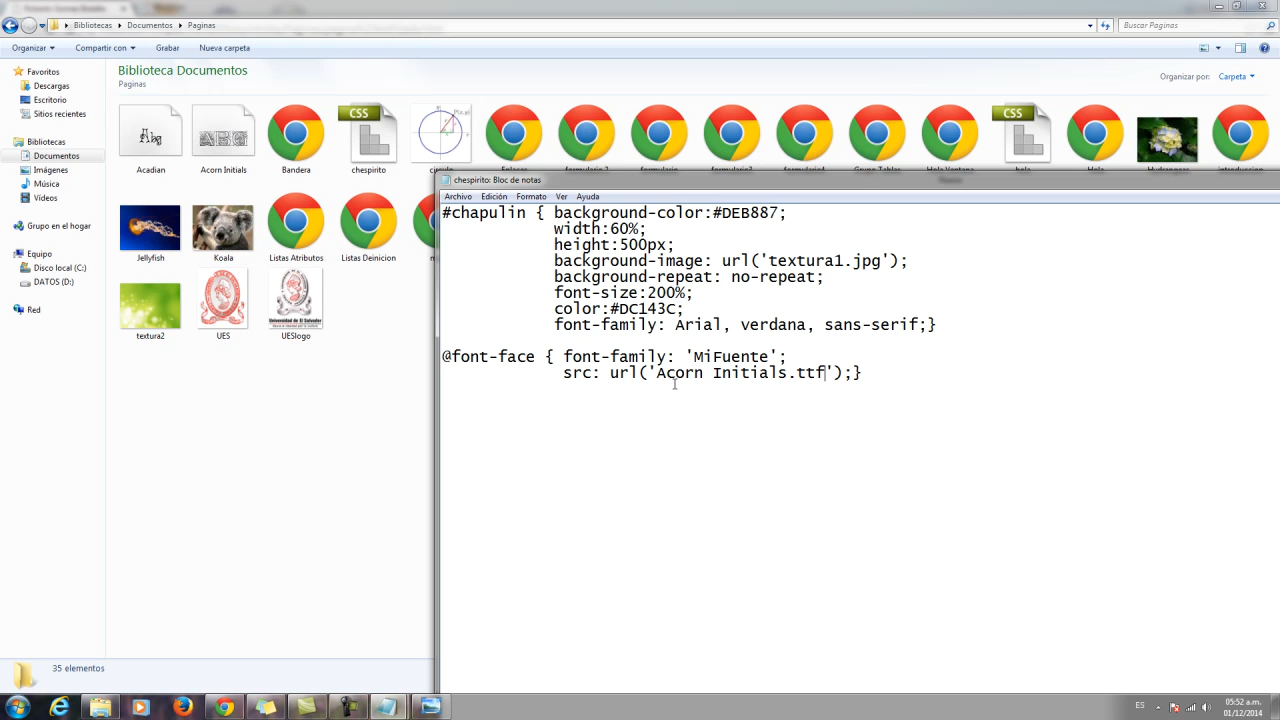 Bibliotecas ▸ Documentos ▸ Paginas
Buscar Paginas
Organizar
Compartir con
Grabar
Nueva carpeta
Favoritos
Descargas
Escritorio
Sitios recientes
Bibliotecas
Documentos
Imágenes
Música
Vídeos
Grupo en el hogar
Equipo
Disco local (C:)
DATOS (D:)
Red
Biblioteca Documentos
Paginas
Organizar por: Carpeta
CSS
CSS
Acadian
Acorn Initials
Bandera
chespirito
Hola
Jellyfish
Koala
Listas Atributos
Listas Deinicion
textura2
UES
UESlogo
chespirito: Bloc de notas
Archivo Edición Formato Ver Ayuda
#chapulin { background-color:#DEB887;
width:60%;
height:500px;
background-image: url('textura1.jpg');
background-repeat: no-repeat;
font-size:200%;
color:#DC143C;
font-family: Arial, verdana, sans-serif;}
@font-face { font-family: 'MiFuente';
src: url('Acorn Initials.ttf');}
35 elementos
ES
05:52 a.m.
01/12/2014